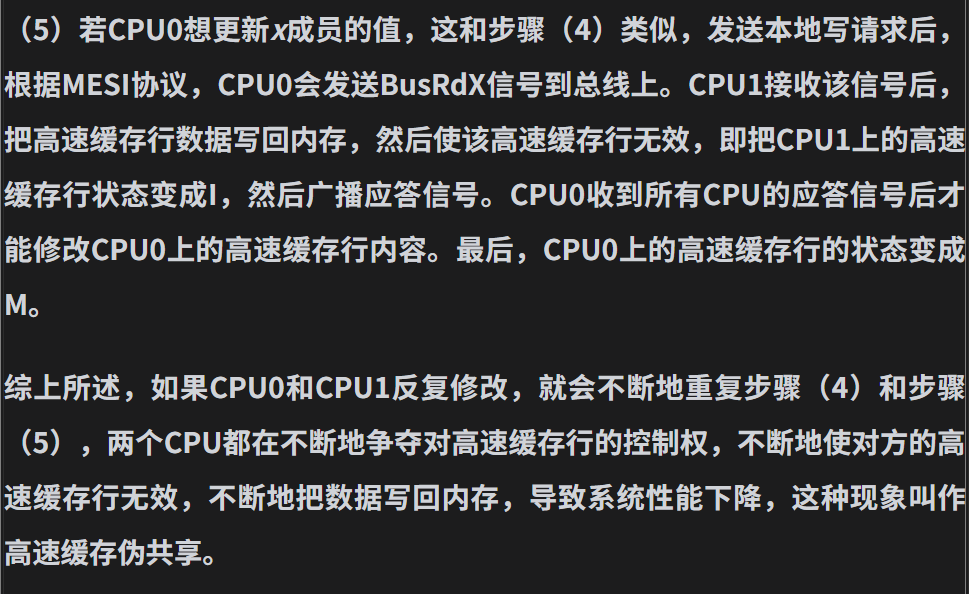 （5）若CPU0想更新x成员的值，这和步骤（4）类似，发送本地写请求后，
根据MESI协议，CPU0会发送BusRdX信号到总线上。CPU1接收该信号后，
把高速缓存行数据写回内存，然后使该高速缓存行无效，即把CPU1上的高速
缓存行状态变成I，然后广播应答信号。CPU0收到所有CPU的应答信号后才
能修改CPU0上的高速缓存行内容。最后，CPU0上的高速缓存行的状态变成
M。
综上所述，如果CPU0和CPU1反复修改，就会不断地重复步骤（4）和步骤
（5），两个CPU都在不断地争夺对高速缓存行的控制权，不断地使对方的高
速缓存行无效，不断地把数据写回内存，导致系统性能下降，这种现象叫作
高速缓存伪共享。